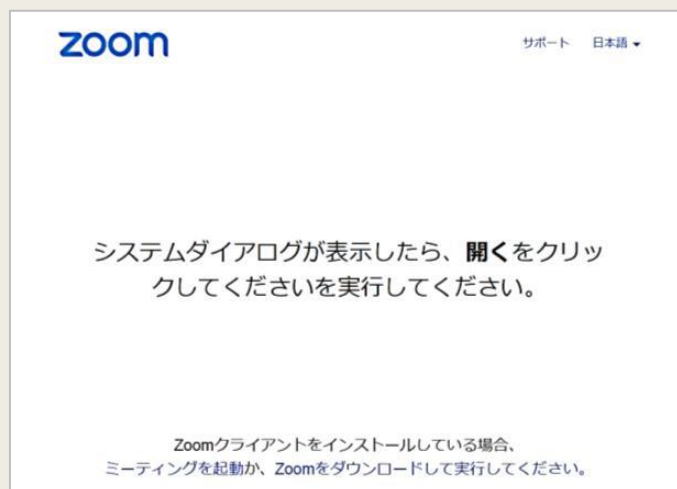 zoom
サポート 日本語
システムダイアログが表示したら、開くをクリッ
クしてくださいを実行してください。
Zoomクライアントをインストールしている場合、
ミーティングを起動か、Zoomをダウンロードして実行してください。